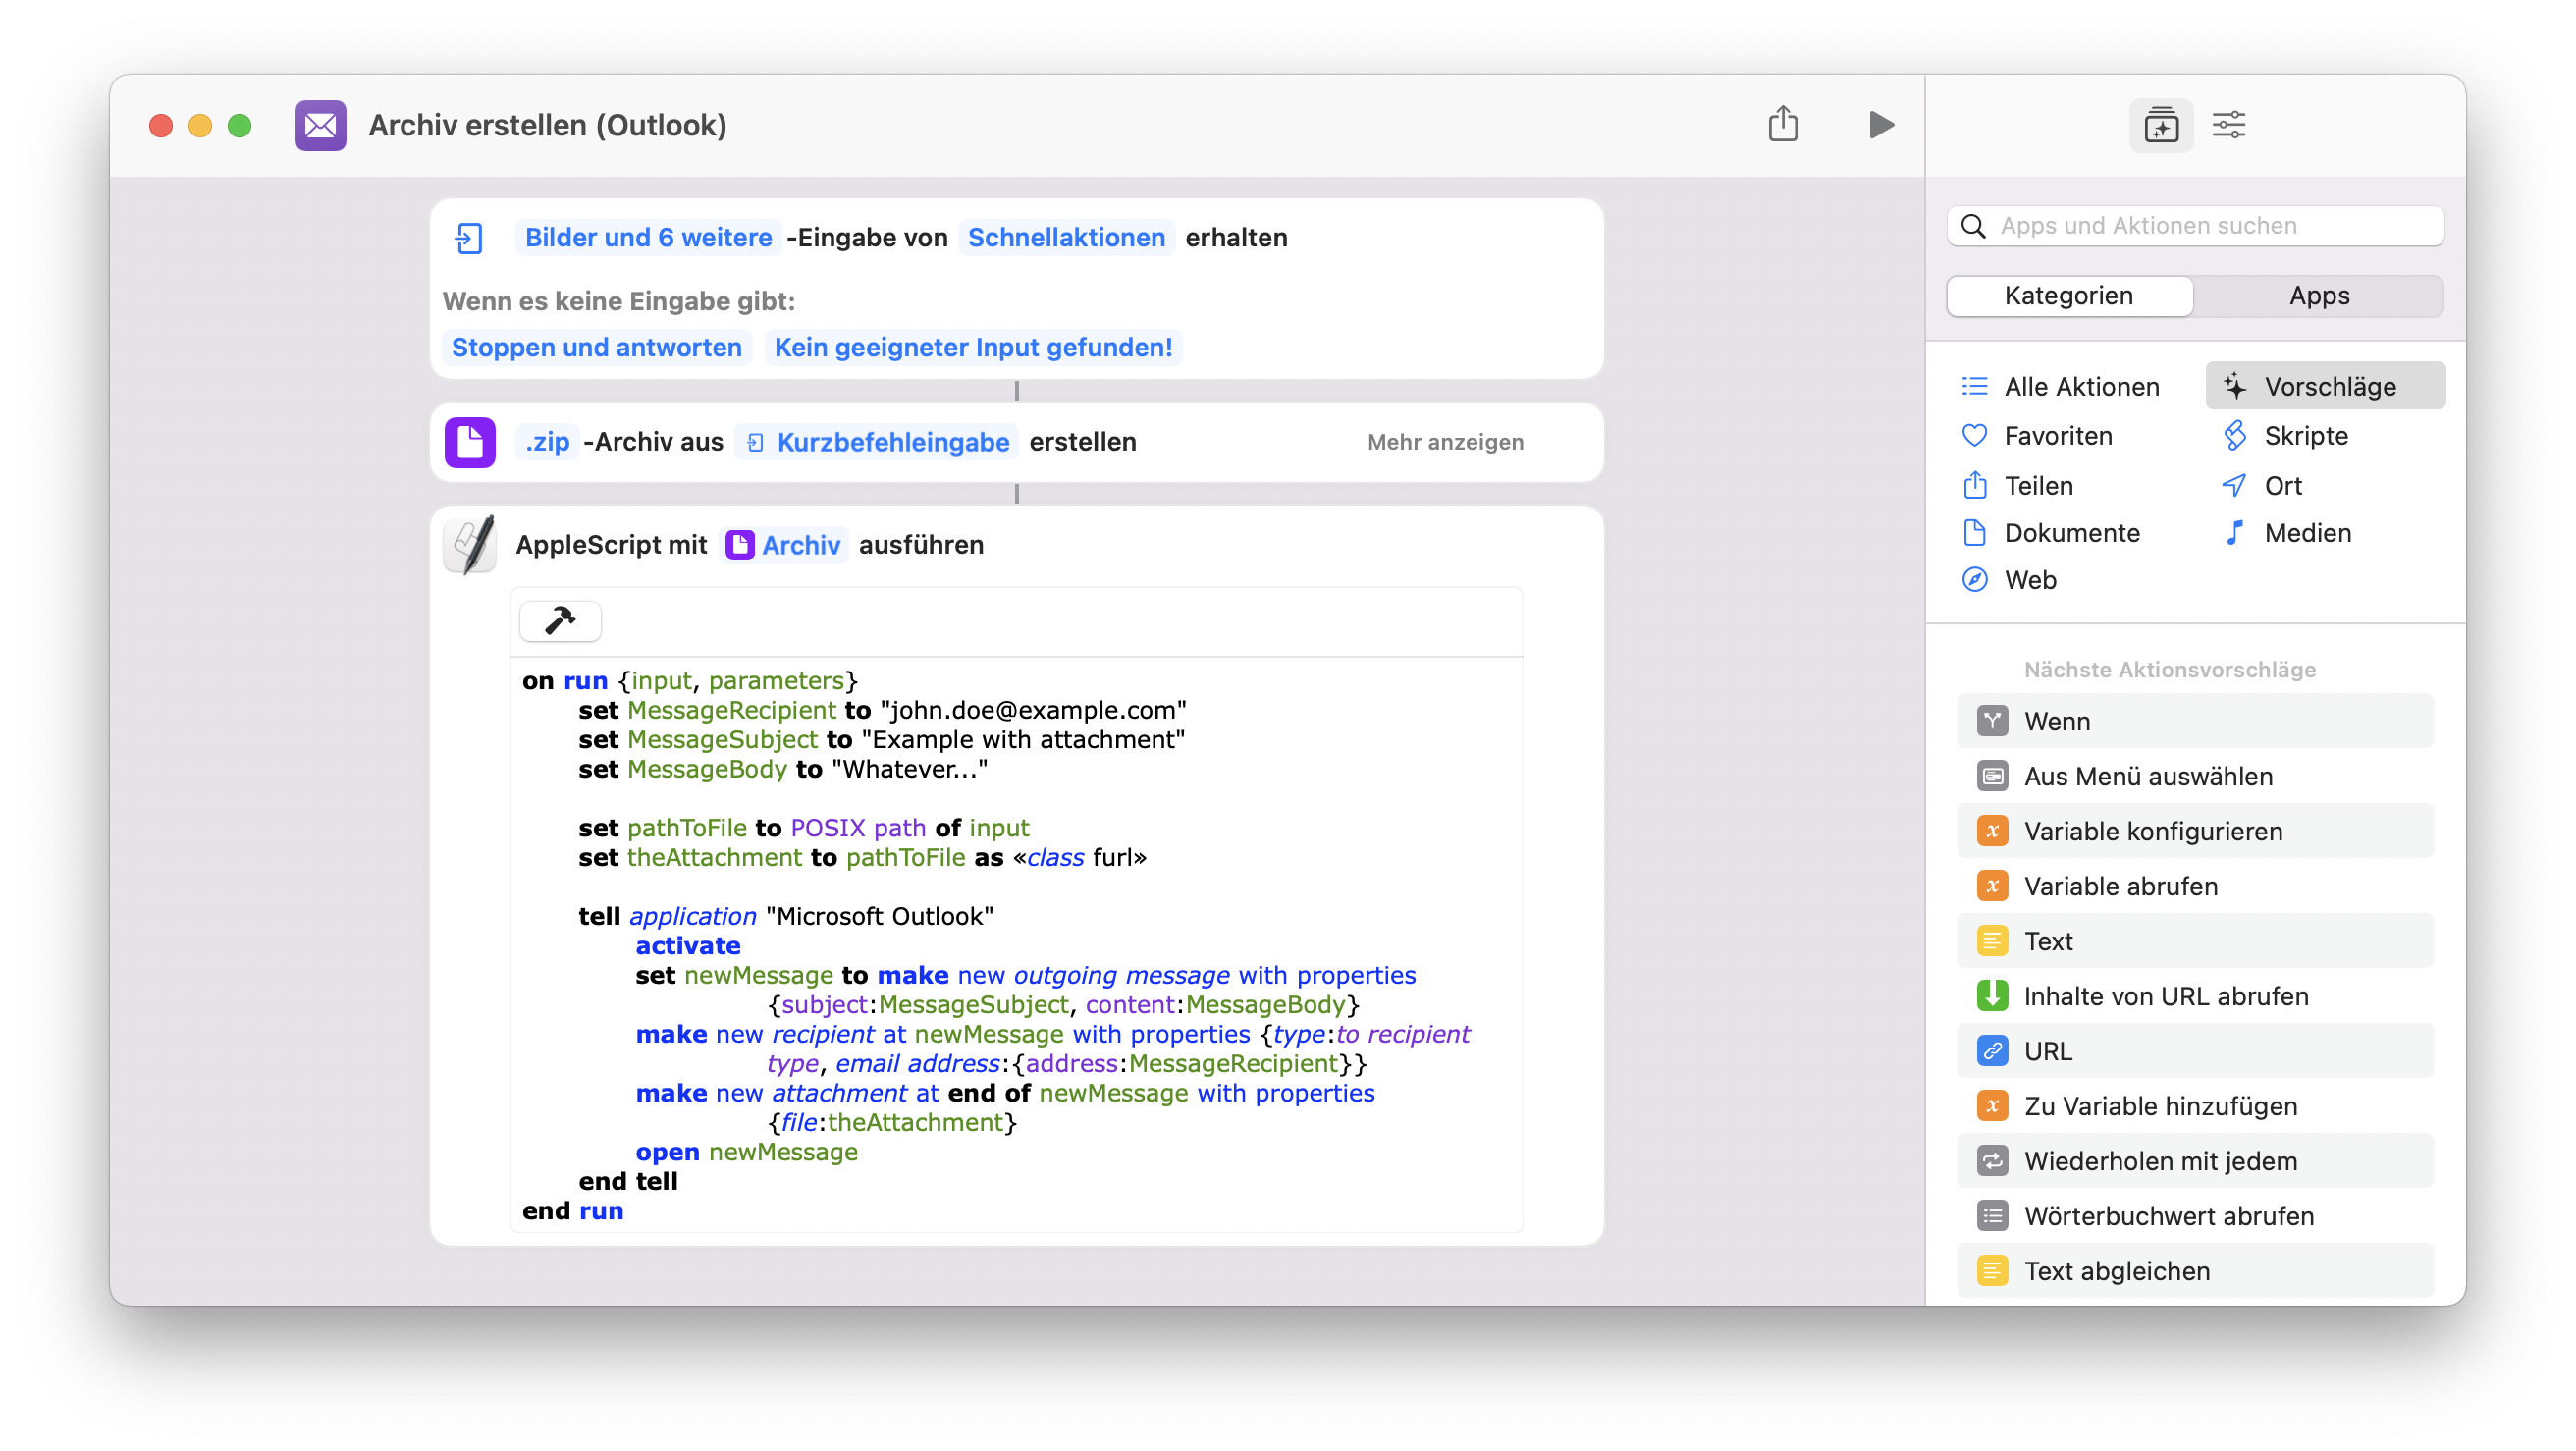 Archiv erstellen (Outlook)
Bilder und 6 weitere -Eingabe von Schnellaktionen erhalten
Wenn es keine Eingabe gibt:
Stoppen und antworten Kein geeigneter Input gefunden!
.zip -Archiv aus Kurzbefehleingabe erstellen Mehr anzeigen
AppleScript mit Archiv ausführen
on run {input, parameters}
set MessageRecipient to "john.doe@example.com"
set MessageSubject to "Example with attachment"
set MessageBody to "Whatever..."
set pathToFile to POSIX path of input
set theAttachment to pathToFile as «class furl»
tell application "Microsoft Outlook"
activate
set newMessage to make new outgoing message with properties
{subject:MessageSubject, content:MessageBody}
make new recipient at newMessage with properties {type:to recipient
type, email address:{address:MessageRecipient}}
make new attachment at end of newMessage with properties
{file:theAttachment}
open newMessage
end tell
end run
Apps und Aktionen suchen
Kategorien Apps
Alle Aktionen Vorschläge
Favoriten Skripte
Teilen Ort
Dokumente Medien
Web
Nächste Aktionsvorschläge
Wenn
Aus Menü auswählen
Variable konfigurieren
Variable abrufen
Text
Inhalte von URL abrufen
URL
Zu Variable hinzufügen
Wiederholen mit jedem
Wörterbuchwert abrufen
Text abgleichen